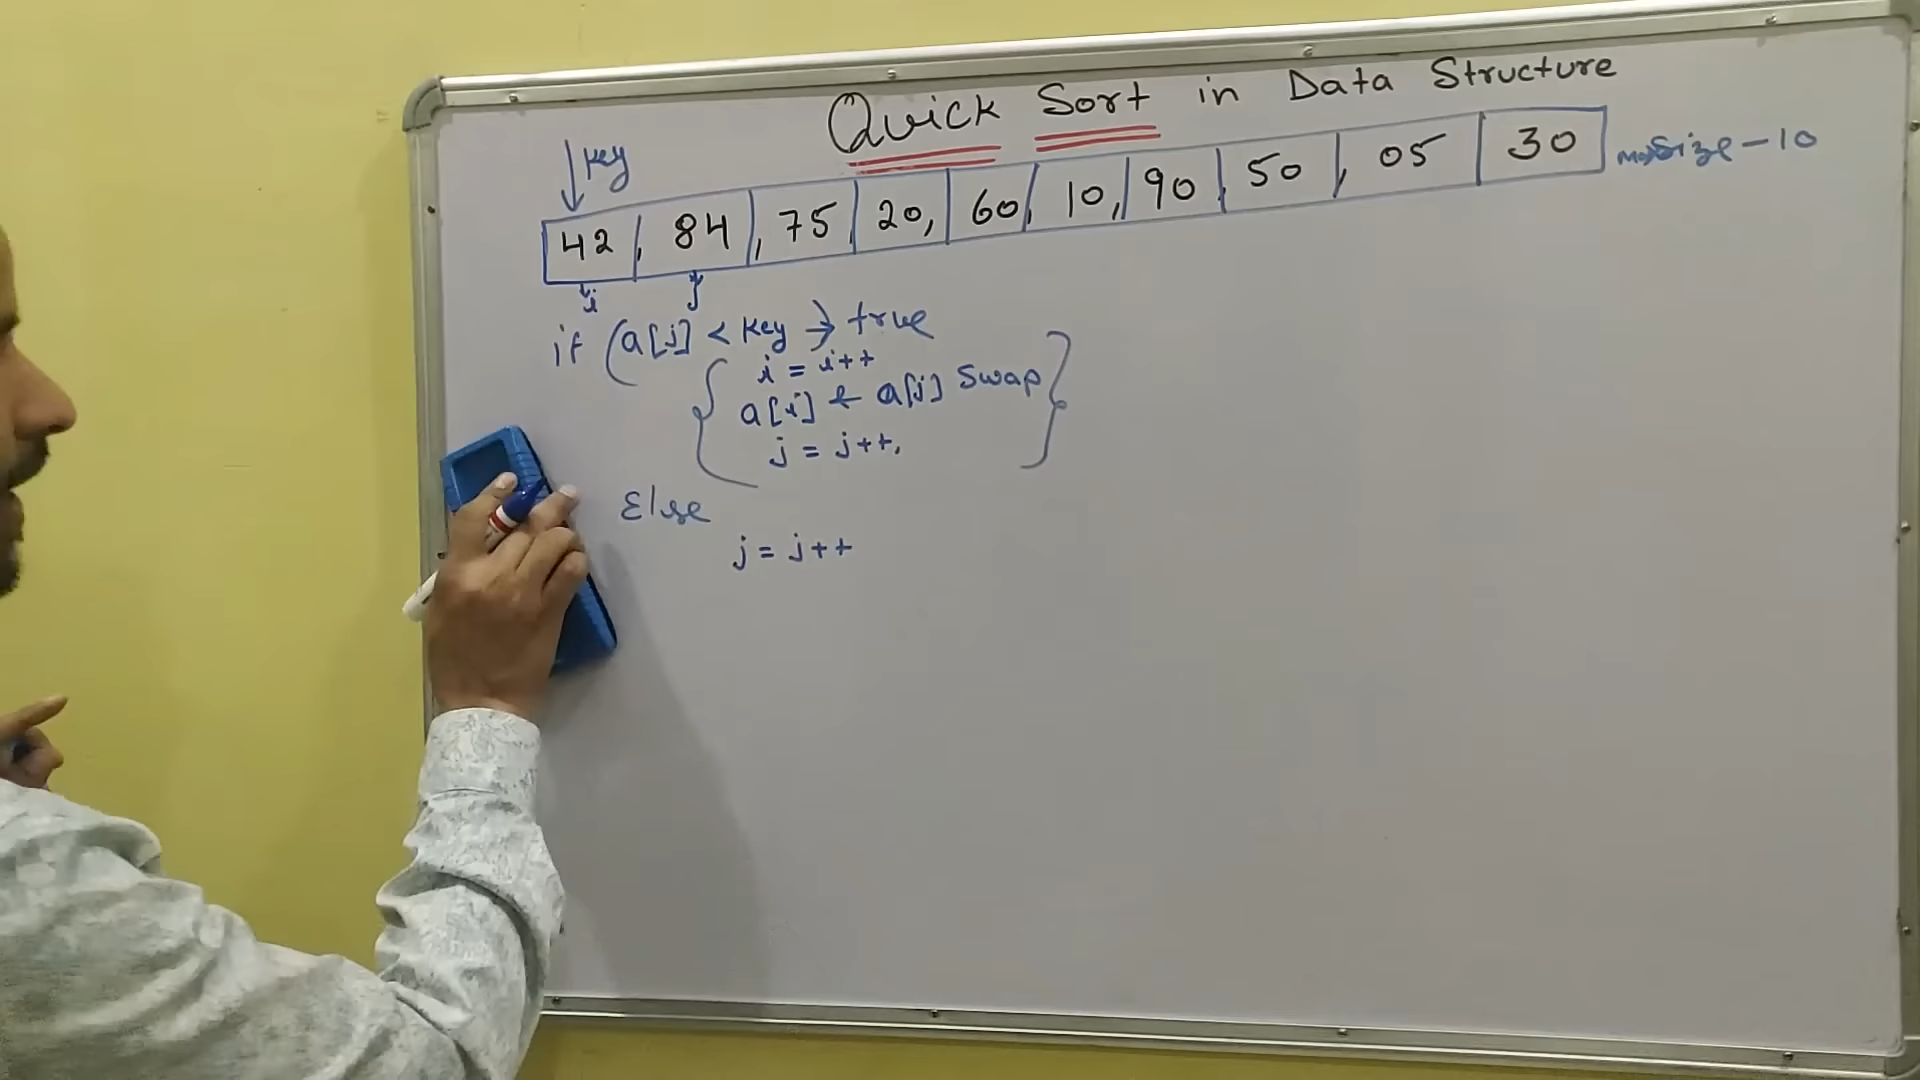 Quick Sort in Data Structure
key
42, 84, 75, 20, 60, 10, 90, 50, 05 30
size - 10
i j
if (a[j] < key → true
{ i = i++
a[i] ← a[j] Swap }
j = j++,
Else
j = j++